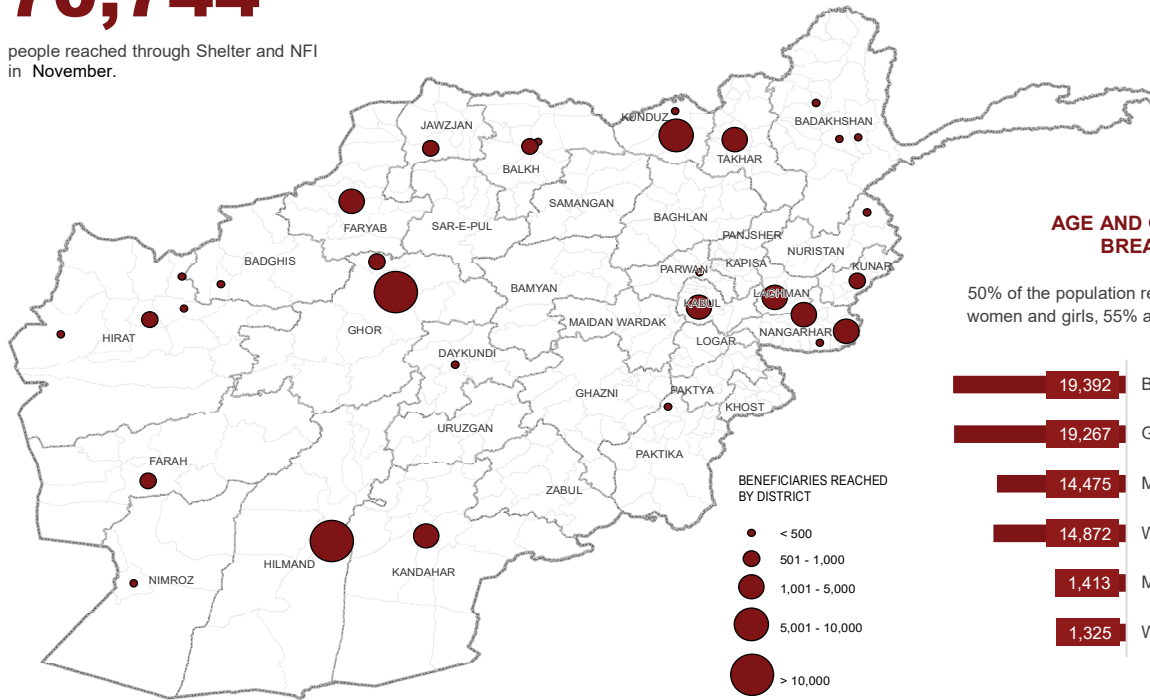 70,744
people reached through Shelter and NFI
in November.
JAWZJAN
BALKH
KUNDUZ
TAKHAR
BADAKHSHAN
FARYAB
SAR-E-PUL
SAMANGAN
BAGHLAN
PANJSHER
NURISTAN
BADGHIS
BAMYAN
PARWAN
KAPISA
KUNAR
LAGHMAN
KABUL
HIRAT
GHOR
MAIDAN WARDAK
NANGARHAR
LOGAR
DAYKUNDI
GHAZNI
PAKTYA
KHOST
URUZGAN
PAKTIKA
FARAH
ZABUL
NIMROZ
HILMAND
KANDAHAR
BENEFICIARIES REACHED
BY DISTRICT
< 500
501 - 1,000
1,001 - 5,000
5,001 - 10,000
> 10,000
AGE AND
BREA
50% of the population re
women and girls, 55% a
19,392 B
19,267 G
14,475 M
14,872 W
1,413 M
1,325 W